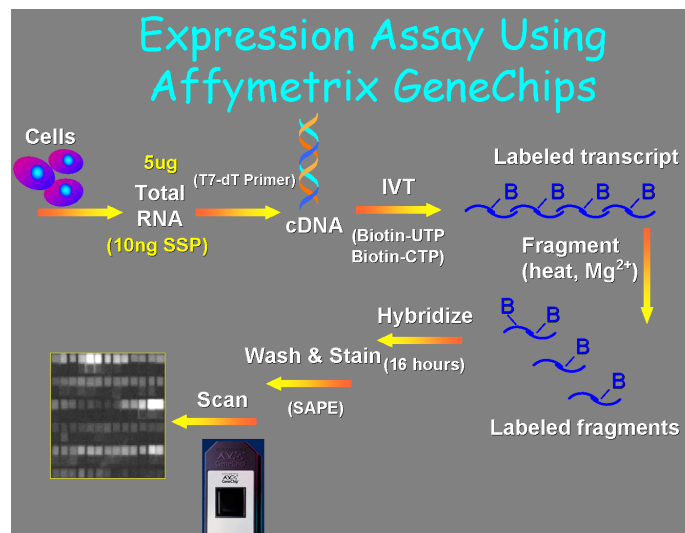 Expression Assay Using
Affymetrix GeneChips
Cells
5ug
Total
RNA
(10ng SSP)
(T7-dT Primer)
cDNA
IVT
(Biotin-UTP
Biotin-CTP)
Labeled transcript
B B B B
Fragment
(heat, Mg2+)
B
B
B
B
Labeled fragments
Hybridize
(16 hours)
Wash & Stain
(SAPE)
Scan
GeneChip